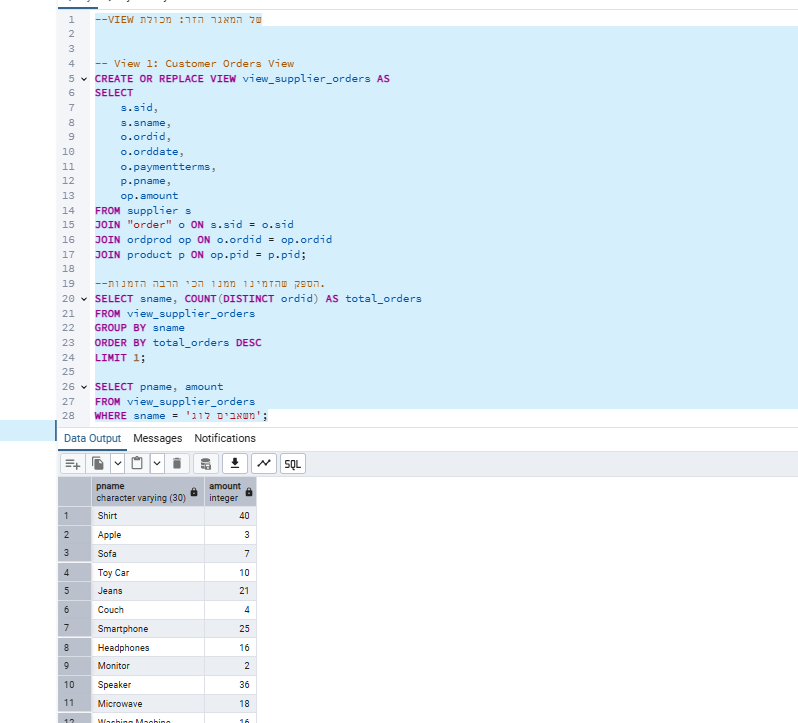 1 --VIEW של המאגר הזר: מכולת
2
3
4 -- View 1: Customer Orders View
5 CREATE OR REPLACE VIEW view_supplier_orders AS
6 SELECT
7 s.sid,
8 s.sname,
9 o.ordid,
10 o.orddate,
11 o.paymentterms,
12 p.pname,
13 op.amount
14 FROM supplier s
15 JOIN "order" o ON s.sid = o.sid
16 JOIN ordprod op ON o.ordid = op.ordid
17 JOIN product p ON op.pid = p.pid;
18
19 --הספק שהזמינו ממנו הכי הרבה הזמנות.
20 SELECT sname, COUNT(DISTINCT ordid) AS total_orders
21 FROM view_supplier_orders
22 GROUP BY sname
23 ORDER BY total_orders DESC
24 LIMIT 1;
25
26 SELECT pname, amount
27 FROM view_supplier_orders
28 WHERE sname = 'משאבים לוג';
Data Output Messages Notifications
SQL
pname amount
character varying (30) integer
1 Shirt 40
2 Apple 3
3 Sofa 7
4 Toy Car 10
5 Jeans 21
6 Couch 4
7 Smartphone 25
8 Headphones 16
9 Monitor 2
10 Speaker 36
11 Microwave 18
12 Washing Machine 16